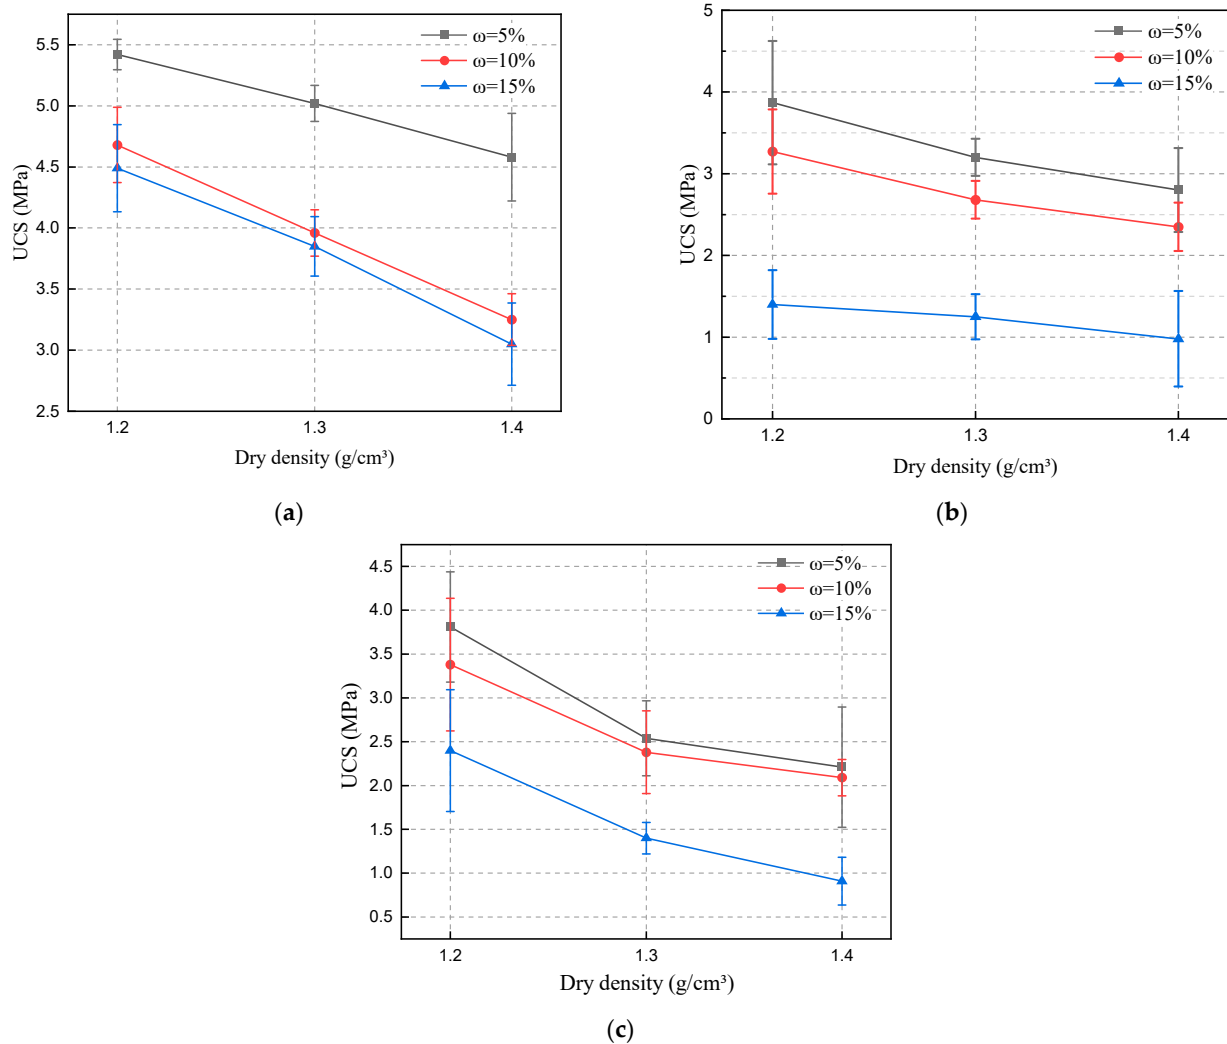 5.5
5.0
4.5
4.0
3.5
3.0
2.5
UCS (MPa)
ω=5%
ω=10%
ω=15%
1.2
1.3
1.4
Dry density (g/cm³)
(a)
5
4
3
2
1
0
UCS (MPa)
ω=5%
ω=10%
ω=15%
1.2
1.3
1.4
Dry density (g/cm³)
(b)
4.5
4.0
3.5
3.0
2.5
2.0
1.5
1.0
0.5
UCS (MPa)
ω=5%
ω=10%
ω=15%
1.2
1.3
1.4
Dry density (g/cm³)
(c)